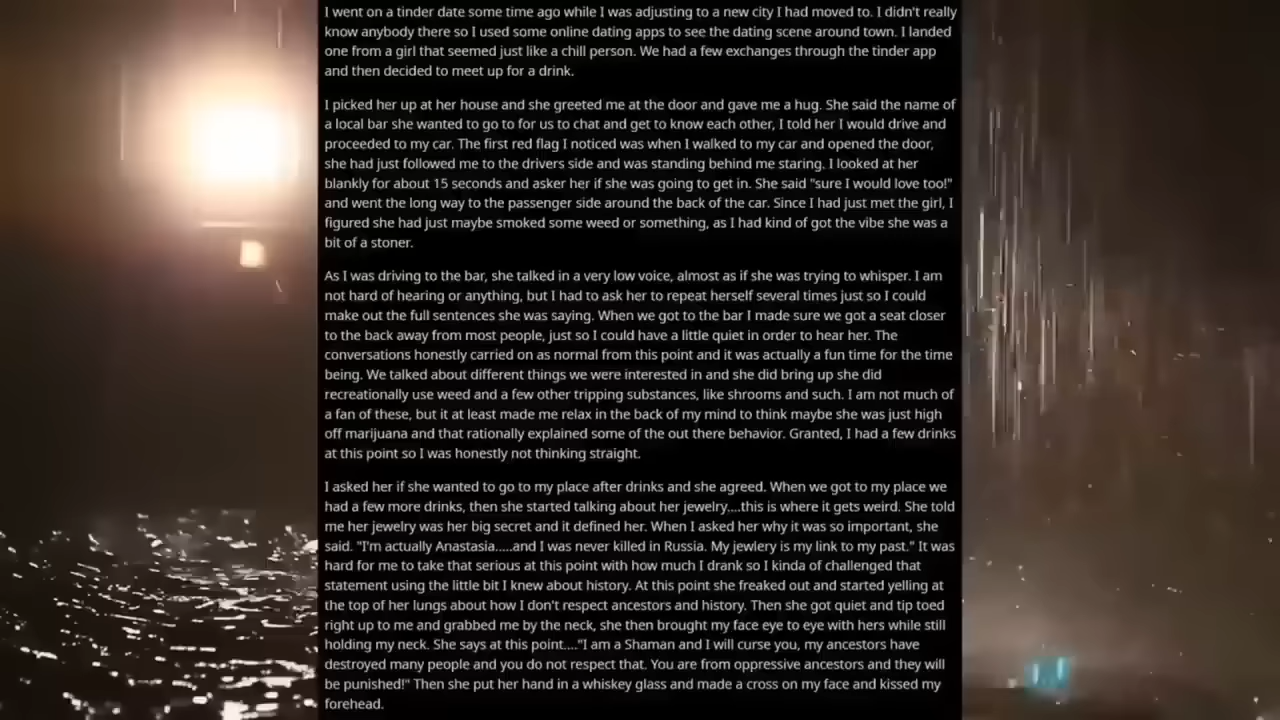 I went on a tinder date some time ago while I was adjusting to a new city I had moved to. I didn't really
know anybody there so I used some online dating apps to see the dating scene around town. I landed
one from a girl that seemed just like a chill person. We had a few exchanges through the tinder app
and then decided to meet up for a drink.
I picked her up at her house and she greeted me at the door and gave me a hug. She said the name of
a local bar she wanted to go to for us to chat and get to know each other, I told her I would drive and
proceeded to my car. The first red flag I noticed was when I walked to my car and opened the door,
she had just followed me to the drivers side and was standing behind me staring. I looked at her
blankly for about 15 seconds and asker her if she was going to get in. She said "sure I would love too!"
and went the long way to the passenger side around the back of the car. Since I had just met the girl, I
figured she had just maybe smoked some weed or something, as I had kind of got the vibe she was a
bit of a stoner.
As I was driving to the bar, she talked in a very low voice, almost as if she was trying to whisper. I am
not hard of hearing or anything, but I had to ask her to repeat herself several times just so I could
make out the full sentences she was saying. When we got to the bar I made sure we got a seat closer
to the back away from most people, just so I could have a little quiet in order to hear her. The
conversations honestly carried on as normal from this point and it was actually a fun time for the time
being. We talked about different things we were interested in and she did bring up she did
recreationally use weed and a few other tripping substances, like shrooms and such. I am not much of
a fan of these, but it at least made me relax in the back of my mind to think maybe she was just high
off marijuana and that rationally explained some of the out there behavior. Granted, I had a few drinks
at this point so I was honestly not thinking straight.
I asked her if she wanted to go to my place after drinks and she agreed. When we got to my place we
had a few more drinks, then she started talking about her jewelry....this is where it gets weird. She told
me her jewelry was her big secret and it defined her. When I asked her why it was so important, she
said. "I'm actually Anastasia.....and I was never killed in Russia. My jewlery is my link to my past." It was
hard for me to take that serious at this point with how much I drank so I kinda of challenged that
statement using the little bit I knew about history. At this point she freaked out and started yelling at
the top of her lungs about how I don't respect ancestors and history. Then she got quiet and tip toed
right up to me and grabbed me by the neck, she then brought my face eye to eye with hers while still
holding my neck. She says at this point...."I am a Shaman and I will curse you, my ancestors have
destroyed many people and you do not respect that. You are from oppressive ancestors and they will
be punished!" Then she put her hand in a whiskey glass and made a cross on my face and kissed my
forehead.